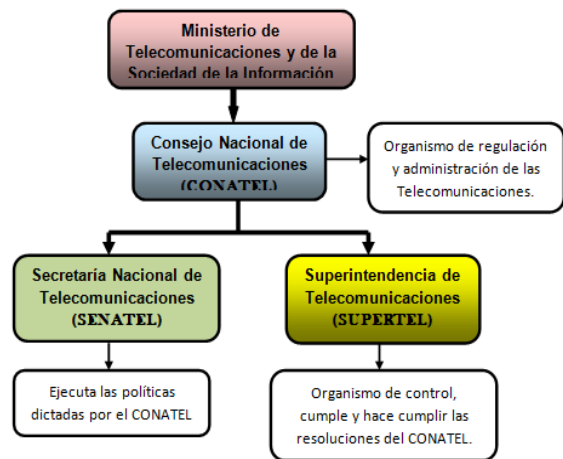 Ministerio de
Telecomunicaciones y de la
Sociedad de la Información
Consejo Nacional de
Telecomunicaciones
(CONATEL)
Organismo de regulación
y administración de las
Telecomunicaciones.
Secretaría Nacional de
Telecomunicaciones
(SENATEL)
Superintendencia de
Telecomunicaciones
(SUPERTEL)
Ejecuta las políticas
dictadas por el CONATEL
Organismo de control,
cumple y hace cumplir las
resoluciones del CONATEL.